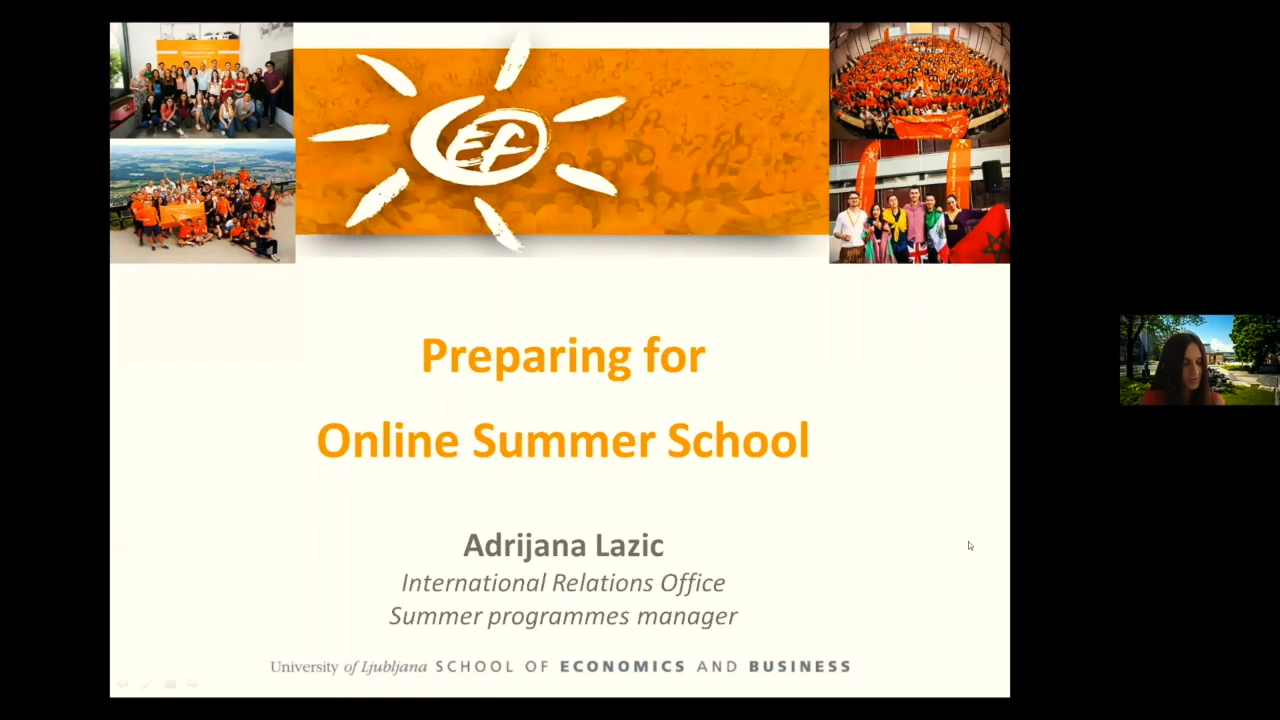 EF
Preparing for
Online Summer School
Adrijana Lazic
International Relations Office
Summer programmes manager
University of Ljubljana SCHOOL OF ECONOMICS AND BUSINESS